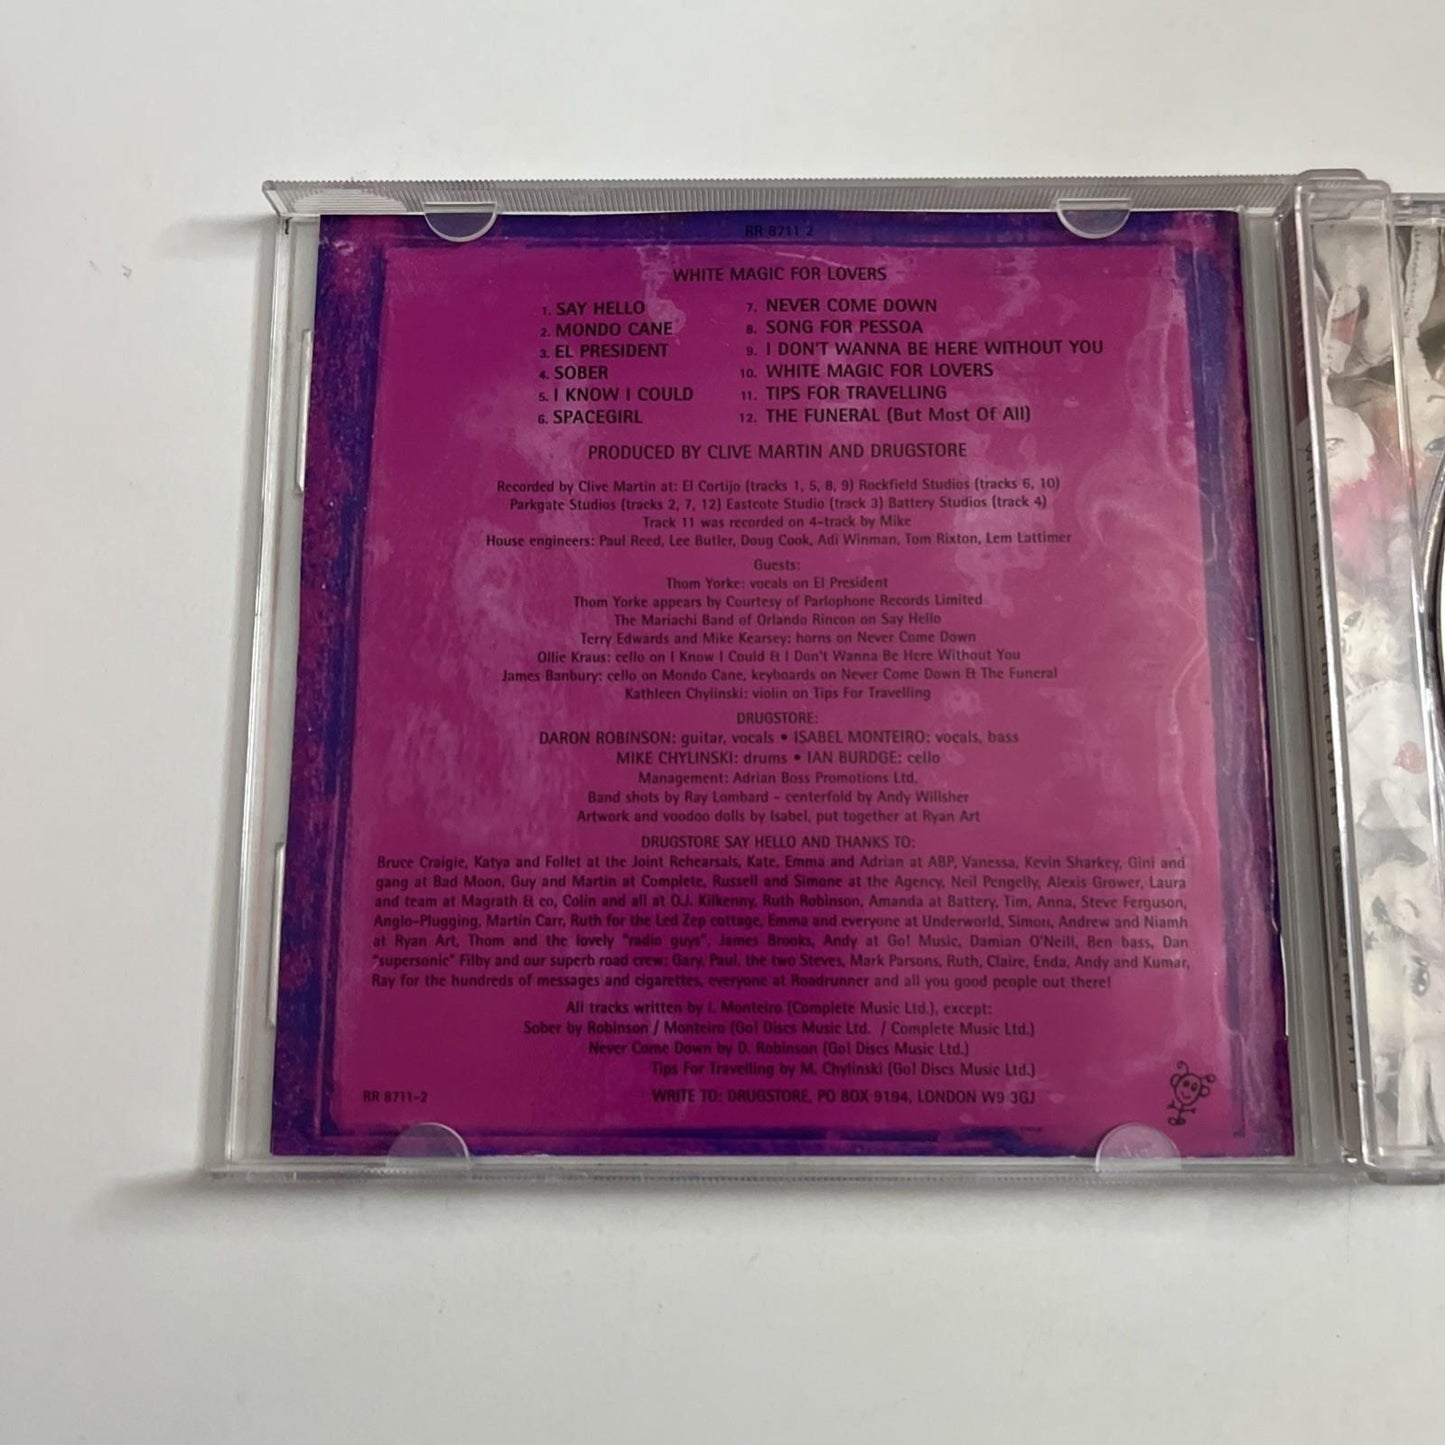 RR 8711 2
WHITE MAGIC FOR LOVERS
1. SAY HELLO
2. MONDO CANE
3. EL PRESIDENT
4. SOBER
5. I KNOW I COULD
6. SPACEGIRL
7. NEVER COME DOWN
8. SONG FOR PESSOA
9. I DON'T WANNA BE HERE WITHOUT YOU
10. WHITE MAGIC FOR LOVERS
11. TIPS FOR TRAVELLING
12. THE FUNERAL (But Most Of All)
PRODUCED BY CLIVE MARTIN AND DRUGSTORE
Recorded by Clive Martin at: El Cortijo (tracks 1, 5, 8, 9) Rockfield Studios (tracks 6, 10)
Parkgate Studios (tracks 2, 7, 12) Eastcote Studio (track 3) Battery Studios (track 4)
Track 11 was recorded on 4-track by Mike
House engineers: Paul Reed, Lee Butler, Doug Cook, Adi Winman, Tom Rixton, Lem Lattimer
Guests:
Thom Yorke: vocals on El President
Thom Yorke appears by Courtesy of Parlophone Records Limited
The Mariachi Band of Orlando Rincon on Say Hello
Terry Edwards and Mike Kearsey: horns on Never Come Down
Ollie Kraus: cello on I Know I Could & I Don't Wanna Be Here Without You
James Banbury: cello on Mondo Cane, keyboards on Never Come Down & The Funeral
Kathleen Chylinski: violin on Tips For Travelling
DRUGSTORE:
DARON ROBINSON: guitar, vocals • ISABEL MONTEIRO: vocals, bass
MIKE CHYLINSKI: drums • IAN BURDGE: cello
Management: Adrian Boss Promotions Ltd.
Band shots by Ray Lombard - centerfold by Andy Willsher
Artwork and voodoo dolls by Isabel, put together at Ryan Art
DRUGSTORE SAY HELLO AND THANKS TO:
Bruce Craigie, Katya and Follet at the Joint Rehearsals, Kate, Emma and Adrian at ABP, Vanessa, Kevin Sharkey, Gini and
gang at Bad Moon, Guy and Martin at Complete, Russell and Simone at the Agency, Neil Pengelly, Alexis Grower, Laura
and team at Magrath & co, Colin and all at O.J. Kilkenny, Ruth Robinson, Amanda at Battery, Tim, Anna, Steve Ferguson,
Anglo-Plugging, Martin Carr, Ruth for the Led Zep cottage, Emma and everyone at Underworld, Simon, Andrew and Niamh
at Ryan Art, Thom and the lovely "radio guys", James Brooks, Andy at Go! Music, Damian O'Neill, Ben bass, Dan
"supersonic" Filby and our superb road crew: Gary, Paul, the two Steves, Mark Parsons, Ruth, Claire, Enda, Andy and Kumar,
Ray for the hundreds of messages and cigarettes, everyone at Roadrunner and all you good people out there!
All tracks written by I. Monteiro (Complete Music Ltd.), except:
Sober by Robinson / Monteiro (Go! Discs Music Ltd. / Complete Music Ltd.)
Never Come Down by D. Robinson (Go! Discs Music Ltd.)
Tips For Travelling by M. Chylinski (Go! Discs Music Ltd.)
RR 8711-2
WRITE TO: DRUGSTORE, PO BOX 9194, LONDON W9 3GJ